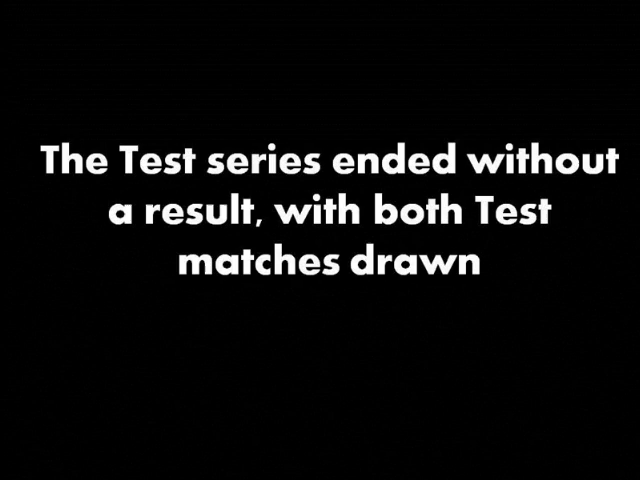 The Test series ended without
a result, with both Test
matches drawn